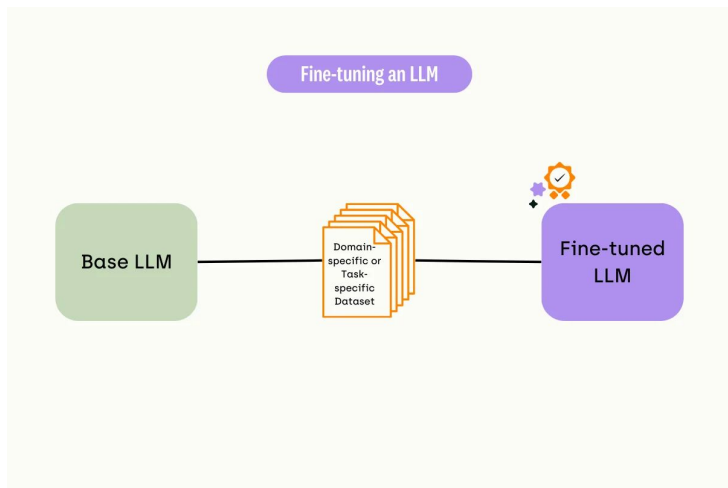 Fine-tuning an LLM
Base LLM
Domain-
specific or
Task-
specific
Dataset
Fine-tuned
LLM